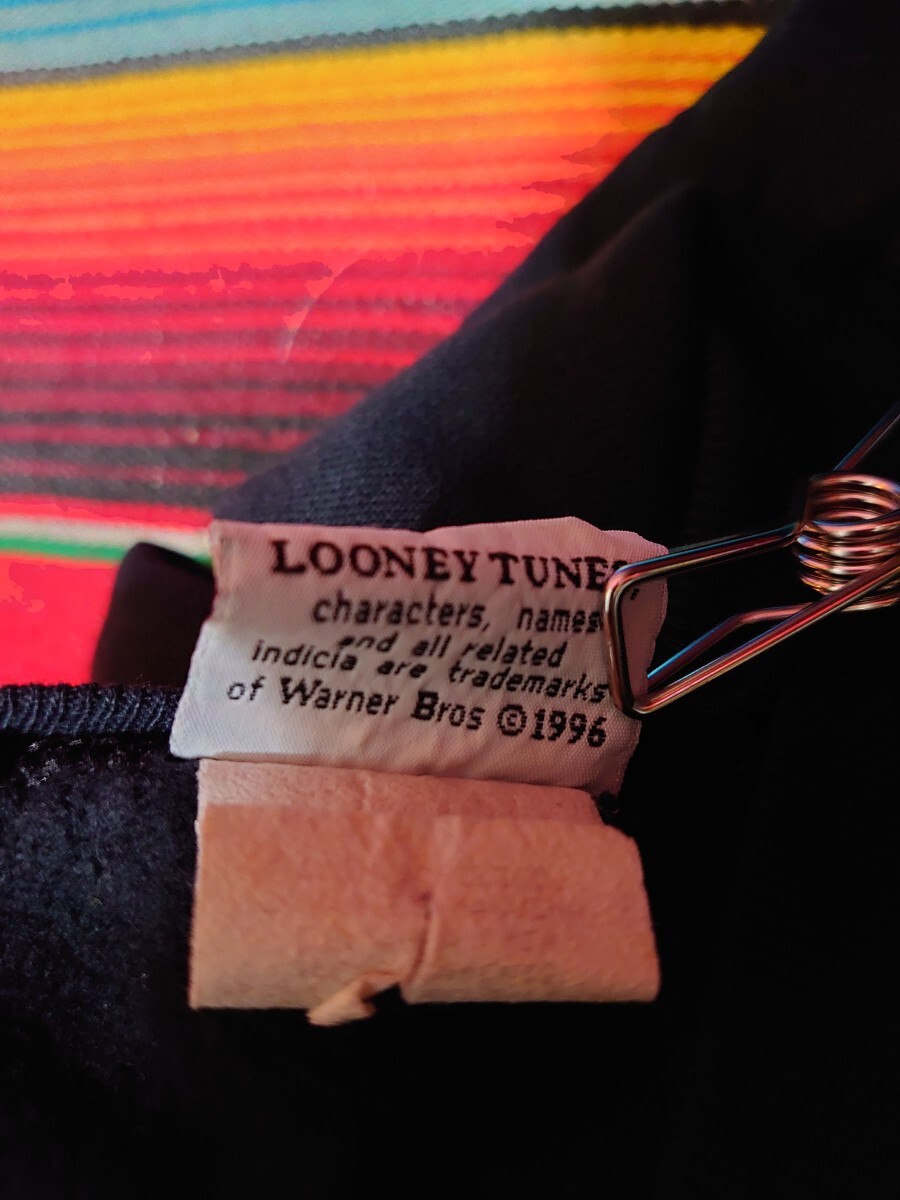 LOONEY TUNES,
characters, names
and all related
indicia are trademarks
of Warner Bros ©1996